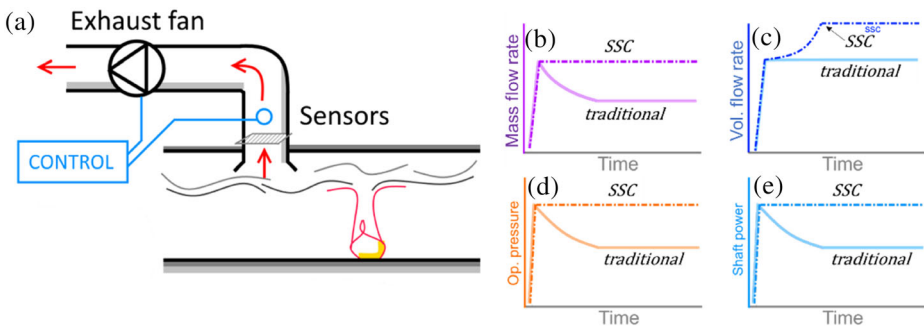 (a)
Exhaust fan
Sensors
CONTROL
(b)
Mass flow rate
SSC
traditional
Time
(c)
Vol. flow rate
SSC
SSC
traditional
Time
(d)
Op. pressure
SSC
traditional
Time
(e)
Shaft power
SSC
traditional
Time